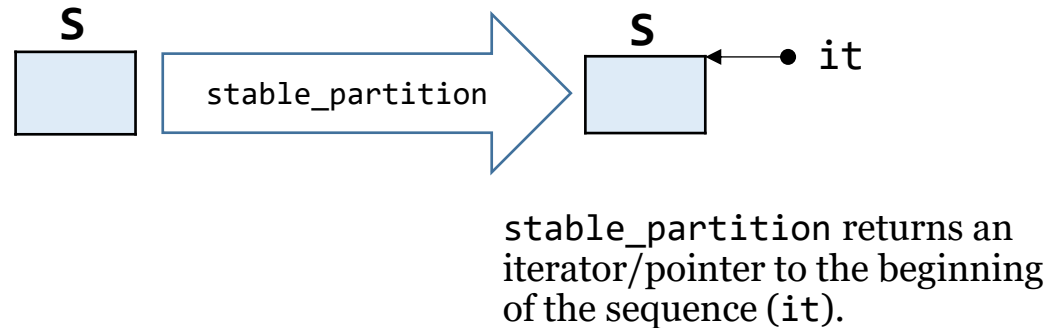 S
stable_partition
S
it
stable_partition returns an
iterator/pointer to the beginning
of the sequence (it).